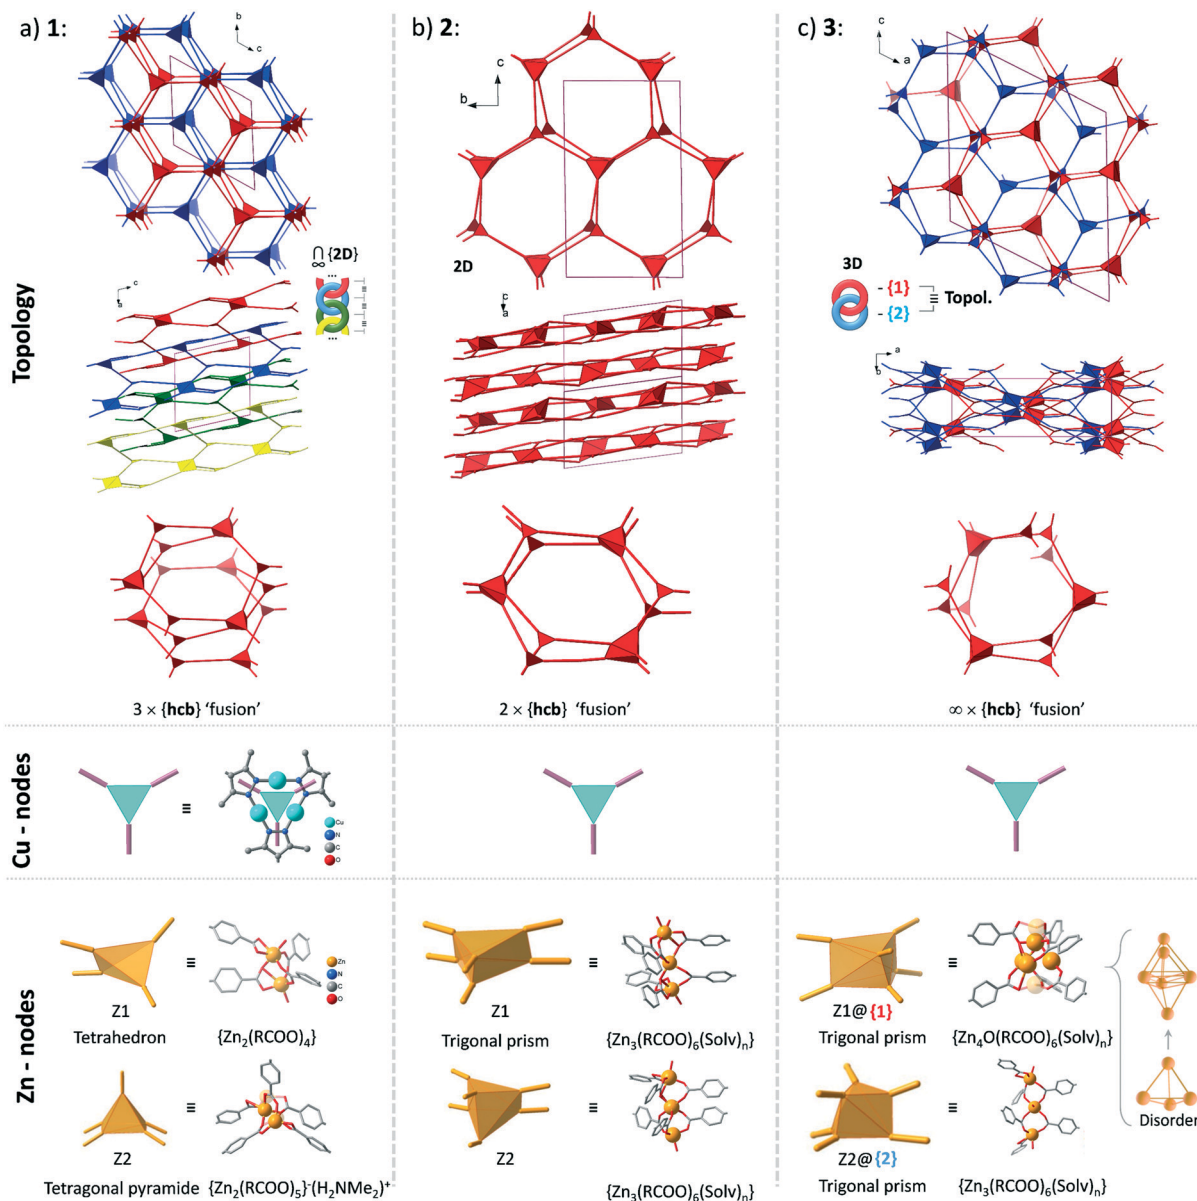 a) 1:
b
c
∩
∞ {2D}
...
≡
≡
≡
...
c
a
3 × {hcb} 'fusion'
b) 2:
c
b
2D
c
a
2 × {hcb} 'fusion'
c) 3:
c
a
3D
- {1}
- {2}
≡ Topol.
a
b
∞ × {hcb} 'fusion'
Topology
Cu - nodes
≡
Cu
N
C
O
Zn - nodes
≡
Zn
N
C
O
Z1
Tetrahedron
{Zn2(RCOO)4}
≡
Z2
Tetragonal pyramide
{Zn2(RCOO)5}-(H2NMe2)+
≡
Z1
Trigonal prism
{Zn3(RCOO)6(Solv)n}
≡
Z2
{Zn3(RCOO)6(Solv)n}
≡
Z1@{1}
Trigonal prism
{Zn4O(RCOO)6(Solv)n}
≡
Z2@{2}
Trigonal prism
{Zn3(RCOO)6(Solv)n}
Disorder